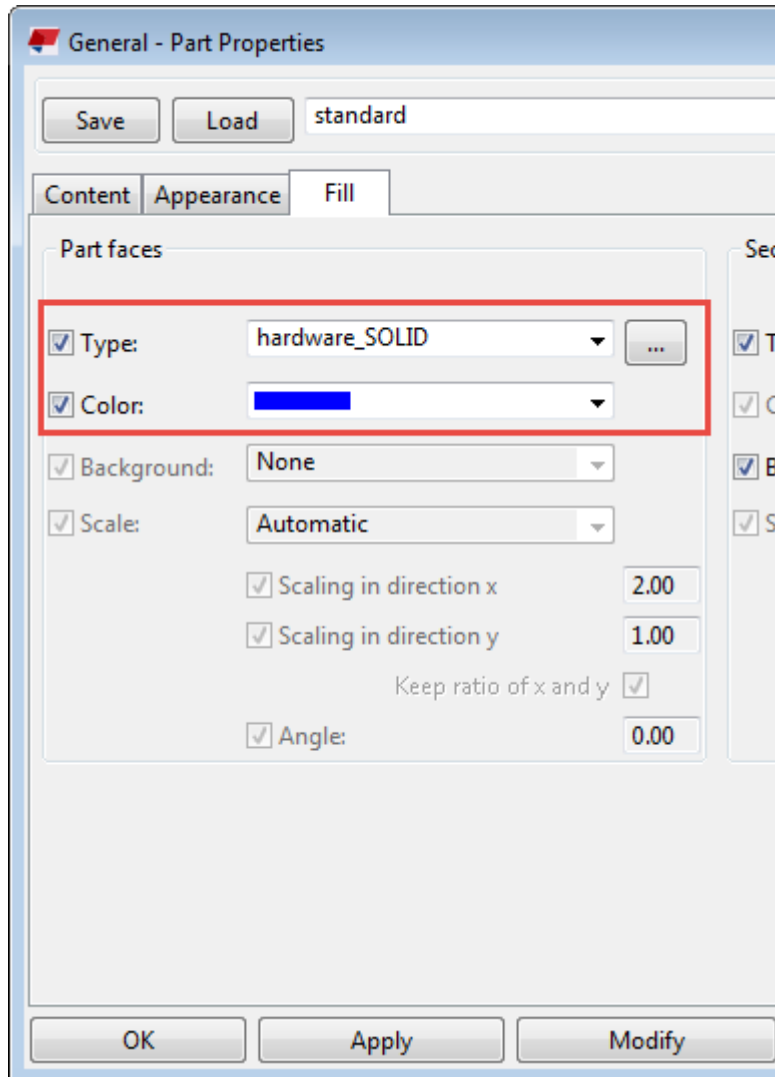 General - Part Properties
Save Load standard
Content Appearance Fill
Part faces
Type: hardware_SOLID ...
Color:
Background: None
Scale: Automatic
Scaling in direction x 2.00
Scaling in direction y 1.00
Keep ratio of x and y
Angle: 0.00
OK Apply Modify